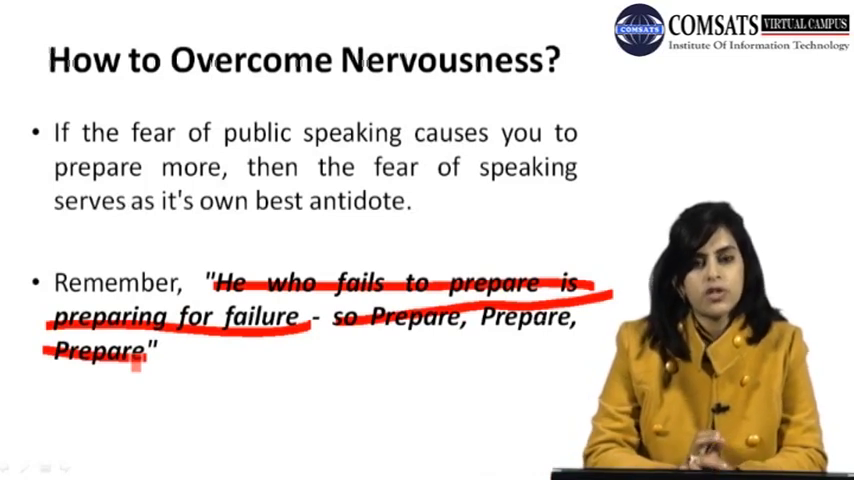 COMSATS VIRTUAL CAMPUS
COMSATS
Institute Of Information Technology
How to Overcome Nervousness?
• If the fear of public speaking causes you to
prepare more, then the fear of speaking
serves as it's own best antidote.
• Remember, "He who fails to prepare is
preparing for failure - so Prepare, Prepare,
Prepare"